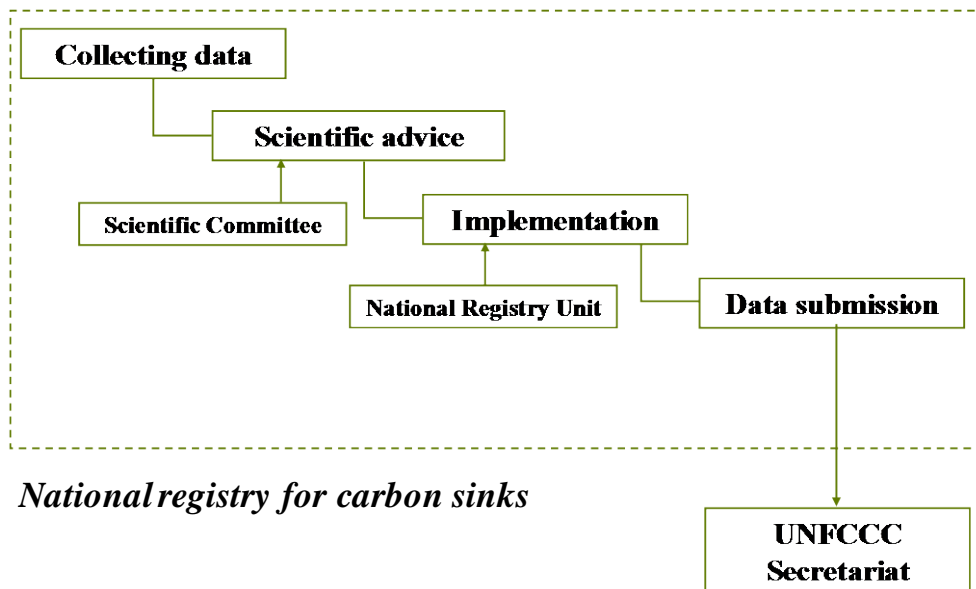 Collecting data
Scientific advice
Scientific Committee
Implementation
National Registry Unit
Data submission
National registry for carbon sinks
UNFCCC
Secretariat